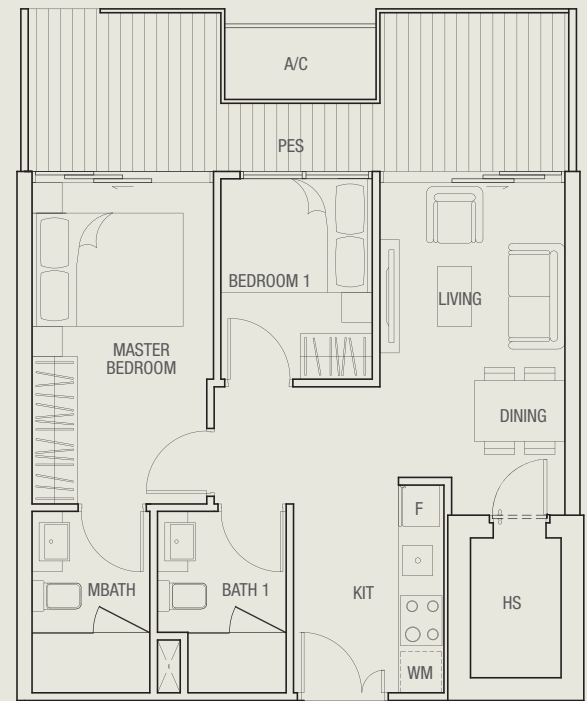 A/C
PES
BEDROOM 1
LIVING
MASTER
BEDROOM
DINING
F
MBATH
BATH 1
KIT
HS
WM